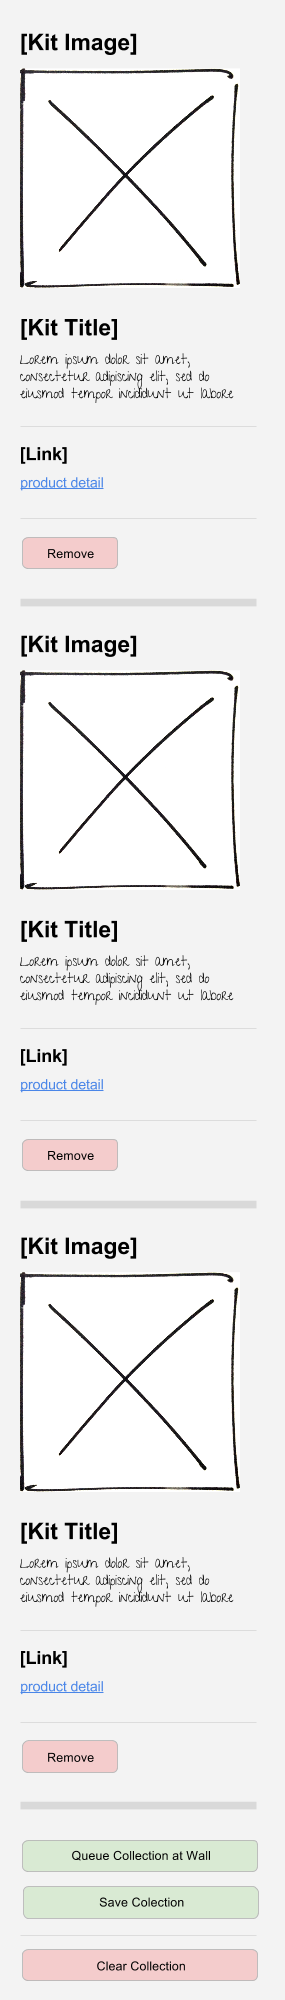 [Kit Image]
[Kit Title]
Lorem ipsum dolor sit amet,
consectetur adipiscing elit, sed do
eiusmod tempor incididunt ut labore
[Link]
product detail
Remove
[Kit Image]
[Kit Title]
Lorem ipsum dolor sit amet,
consectetur adipiscing elit, sed do
eiusmod tempor incididunt ut labore
[Link]
product detail
Remove
[Kit Image]
[Kit Title]
Lorem ipsum dolor sit amet,
consectetur adipiscing elit, sed do
eiusmod tempor incididunt ut labore
[Link]
product detail
Remove
Queue Collection at Wall
Save Colection
Clear Collection